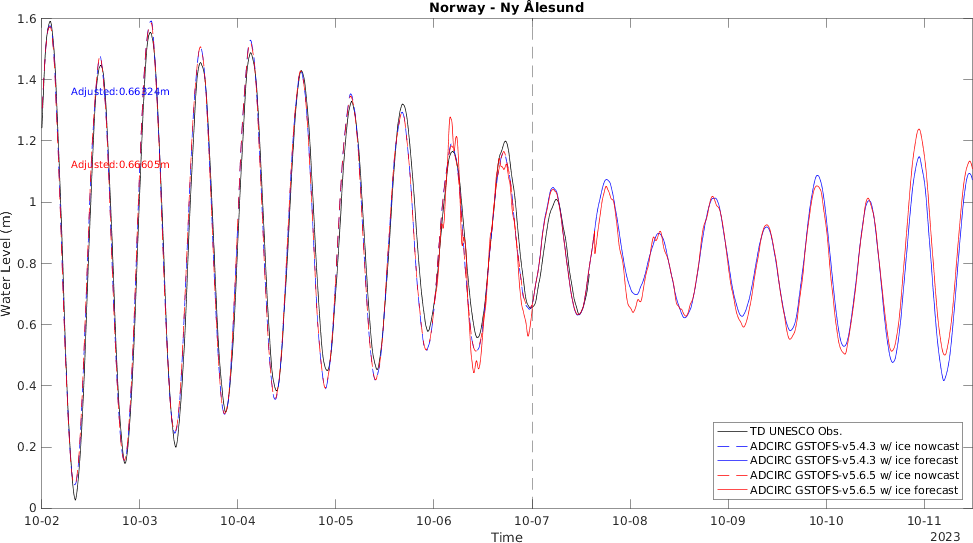 Norway - Ny Ålesund
1.6
1.4
1.2
1
0.8
0.6
0.4
0.2
0
Water Level (m)
Adjusted:0.66324m
Adjusted:0.66605m
TD UNESCO Obs.
ADCIRC GSTOFS-v5.4.3 w/ ice nowcast
ADCIRC GSTOFS-v5.4.3 w/ ice forecast
ADCIRC GSTOFS-v5.6.5 w/ ice nowcast
ADCIRC GSTOFS-v5.6.5 w/ ice forecast
10-02 10-03 10-04 10-05 10-06 10-07 10-08 10-09 10-10 10-11
Time
2023